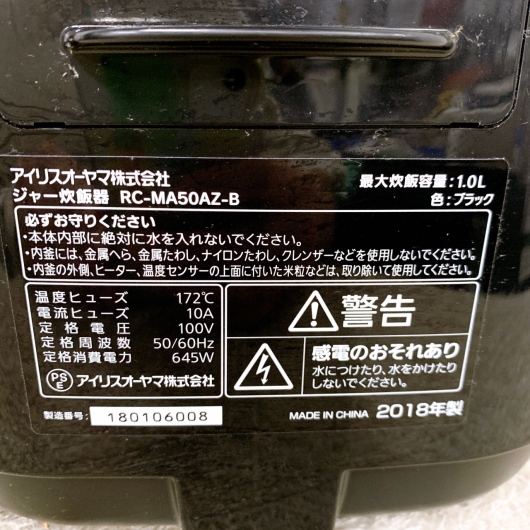 アイリスオーヤマ株式会社
ジャー炊飯器 RC-MA50AZ-B
最大炊飯容量:1.0L
色:ブラック
必ずお守りください
・本体内部に絶対に水を入れないでください。
・内釜には、金属へら、金属たわし、ナイロンたわし、クレンザーなどを使用しないでください。
・内釜の外側、ヒーター、温度センサーの上面に付いた米粒などは、取り除いて使用してください。
温度ヒューズ 172℃
電流ヒューズ 10A
定格電圧 100V
定格周波数 50/60Hz
定格消費電力 645W
PSE アイリスオーヤマ株式会社
警告
感電のおそれあり
水につけたり、水をかけたり
しないでください。
製造番号: 180106008
MADE IN CHINA 2018年製